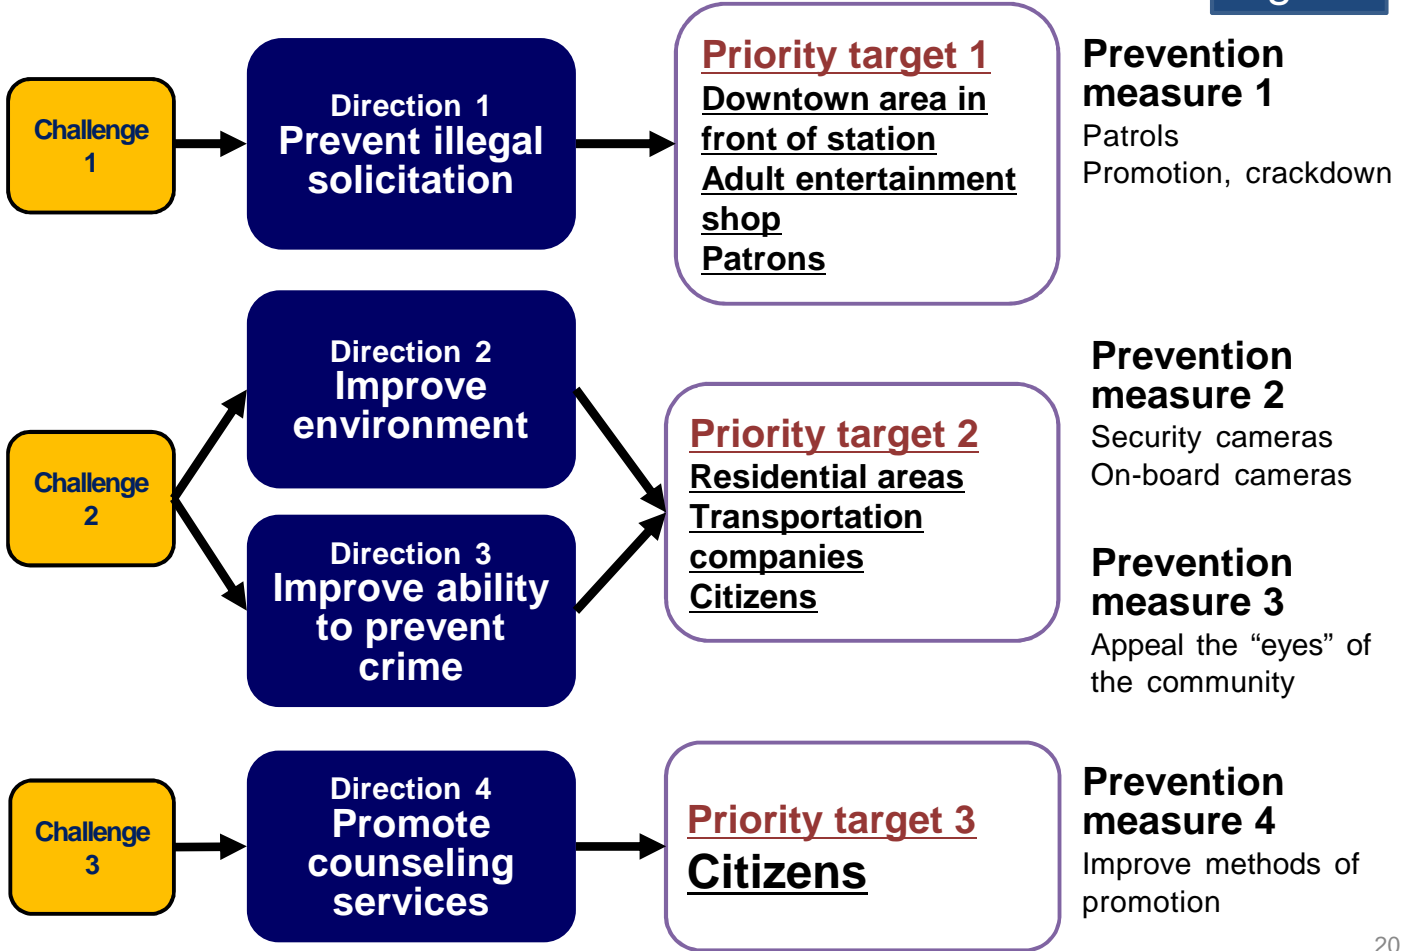 Challenge
1
Direction 1
Prevent illegal
solicitation
Priority target 1
Downtown area in
front of station
Adult entertainment
shop
Patrons
Prevention
measure 1
Patrols
Promotion, crackdown
Challenge
2
Direction 2
Improve
environment
Direction 3
Improve ability
to prevent
crime
Priority target 2
Residential areas
Transportation
companies
Citizens
Prevention
measure 2
Security cameras
On-board cameras
Prevention
measure 3
Appeal the “eyes” of
the community
Challenge
3
Direction 4
Promote
counseling
services
Priority target 3
Citizens
Prevention
measure 4
Improve methods of
promotion
20